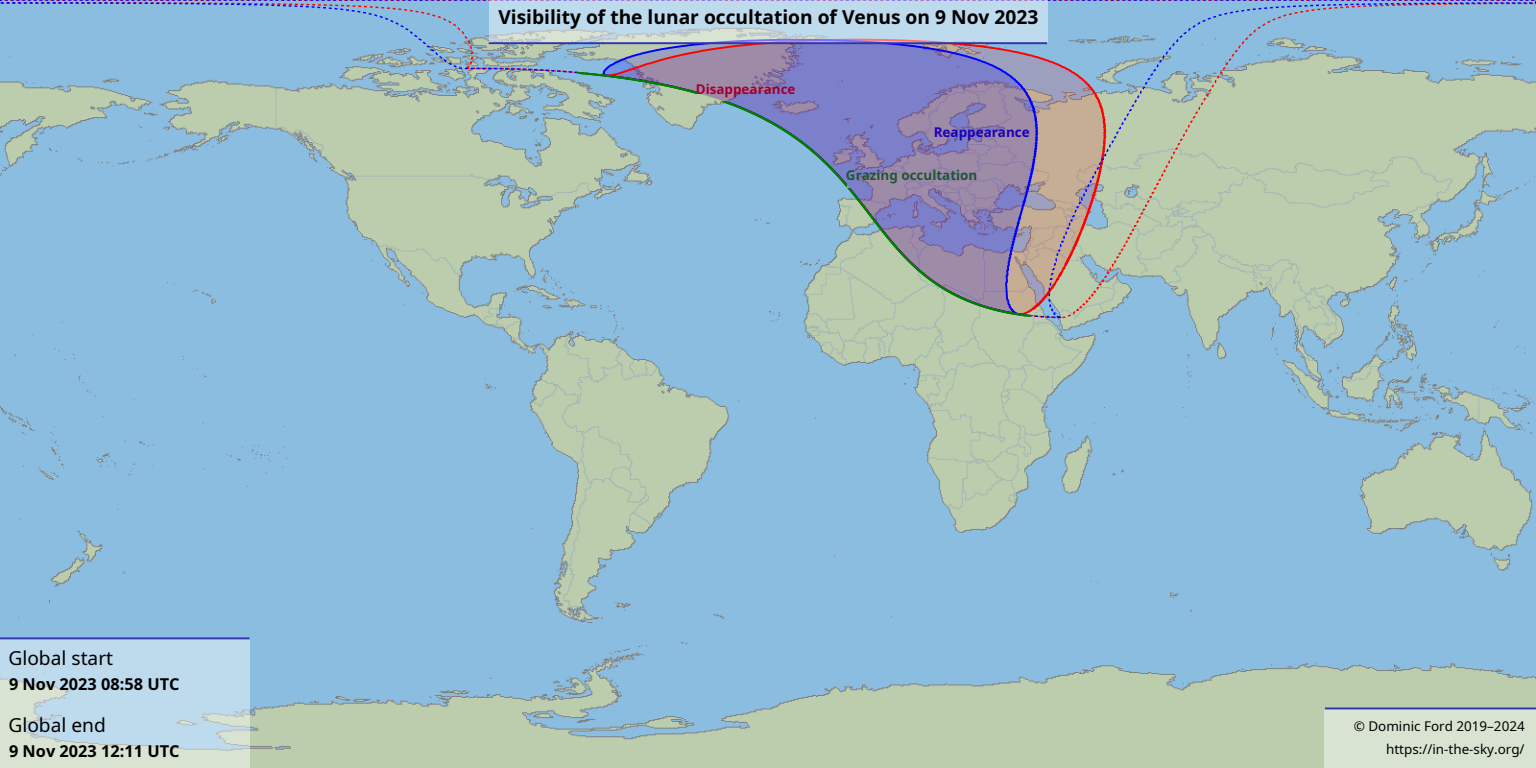 Visibility of the lunar occultation of Venus on 9 Nov 2023
Disappearance
Reappearance
Grazing occultation
Global start
9 Nov 2023 08:58 UTC
Global end
9 Nov 2023 12:11 UTC
© Dominic Ford 2019–2024
https://in-the-sky.org/